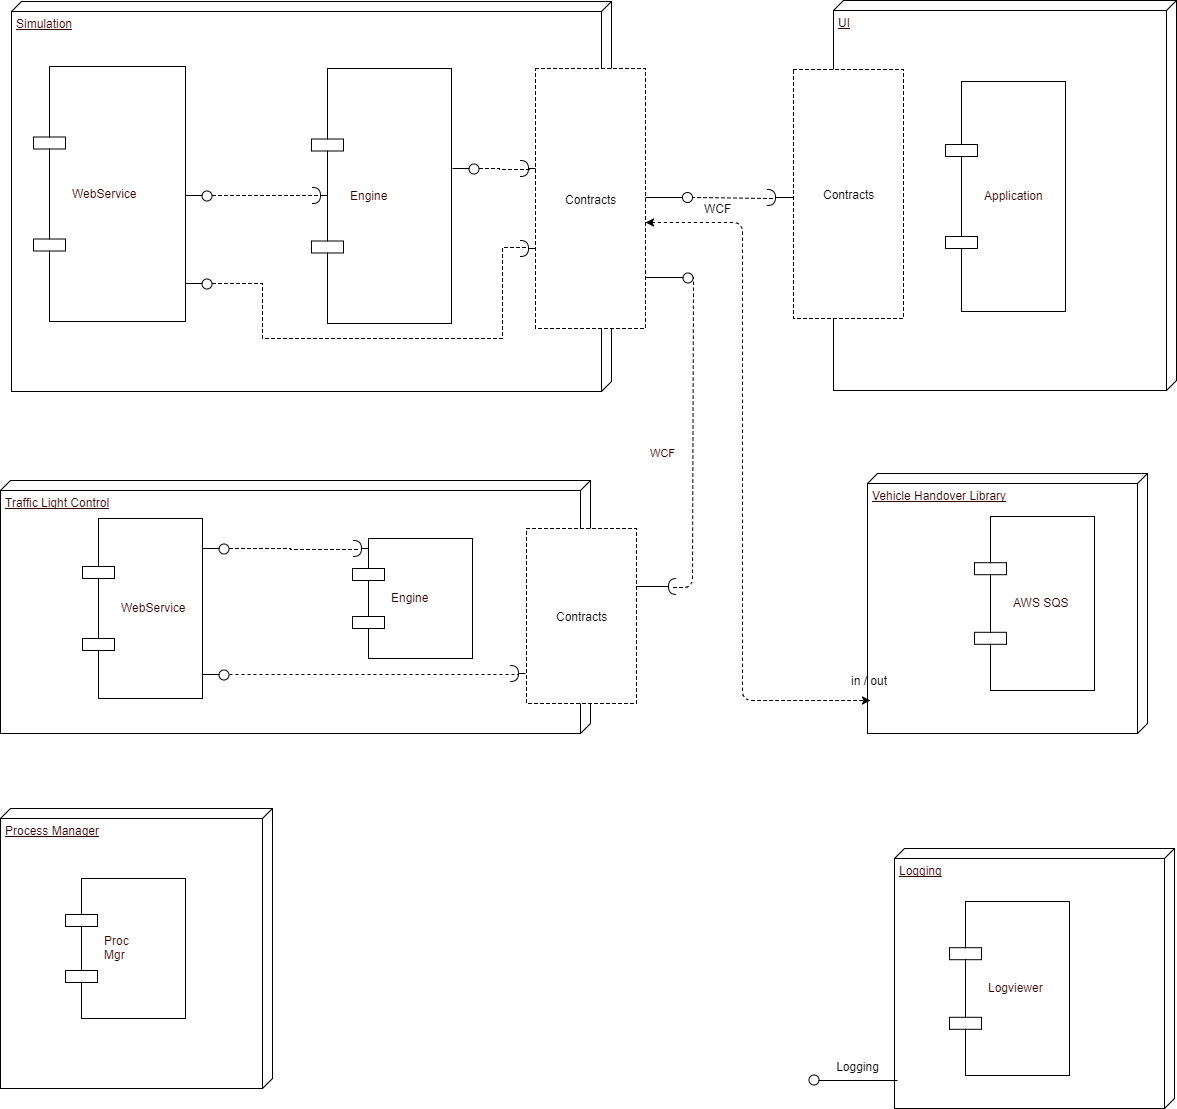 Simulation
UI
WebService
Engine
Contracts
Contracts
Application
WCF
WCF
Traffic Light Control
Vehicle Handover Library
WebService
Engine
Contracts
AWS SQS
in / out
Process Manager
Proc
Mgr
Logging
Logviewer
Logging